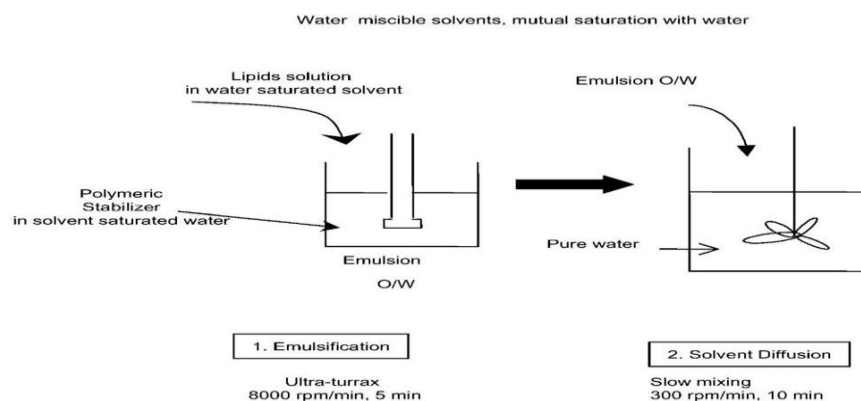 Water miscible solvents, mutual saturation with water
Lipids solution
in water saturated solvent
Emulsion O/W
Polymeric
Stabilizer
in solvent saturated water
Pure water
Emulsion
O/W
1. Emulsification
2. Solvent Diffusion
Ultra-turrax
8000 rpm/min, 5 min
Slow mixing
300 rpm/min, 10 min